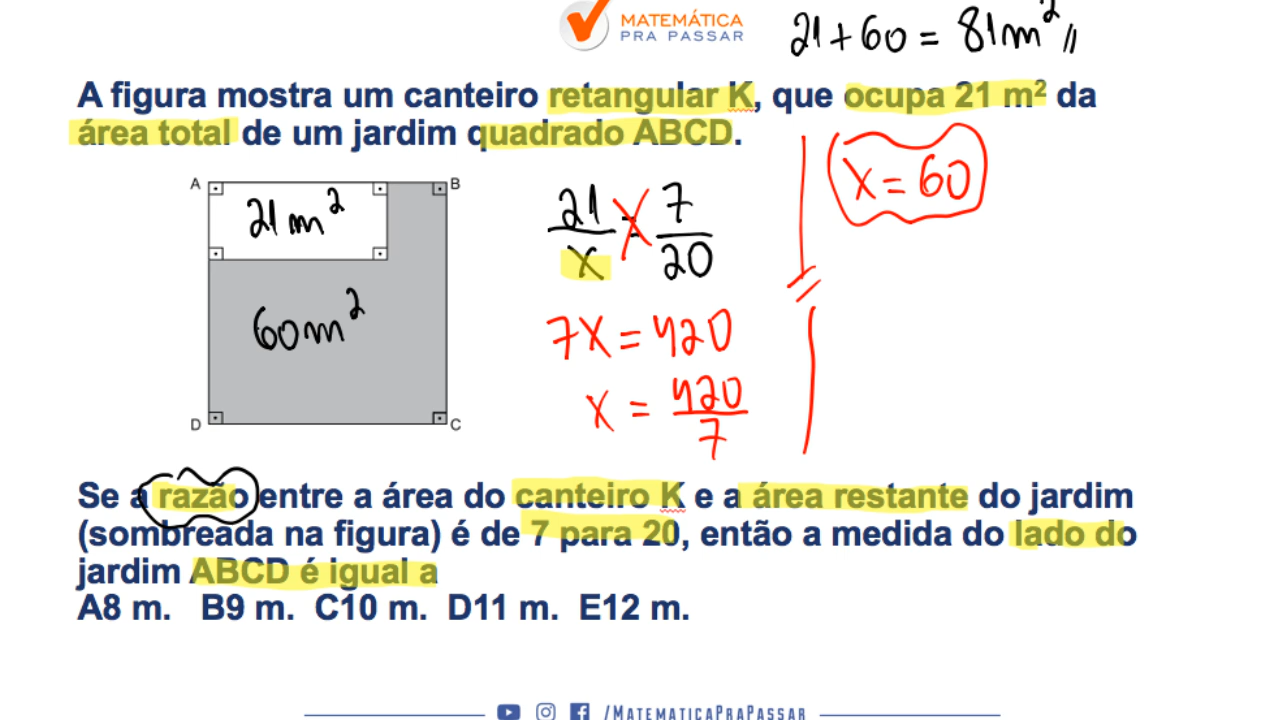 MATEMÁTICA
PRA PASSAR
21+60 = 81m² //
A figura mostra um canteiro retangular K, que ocupa 21 m² da
área total de um jardim quadrado ABCD.
A
B
21m²
60m²
D
C
21/x = 7/20
7x = 420
x = 420/7
x = 60
Se a razão entre a área do canteiro K e a área restante do jardim
(sombreada na figura) é de 7 para 20, então a medida do lado do
jardim ABCD é igual a
A8 m. B9 m. C10 m. D11 m. E12 m.
/MATEMATICAPRAPASSAR